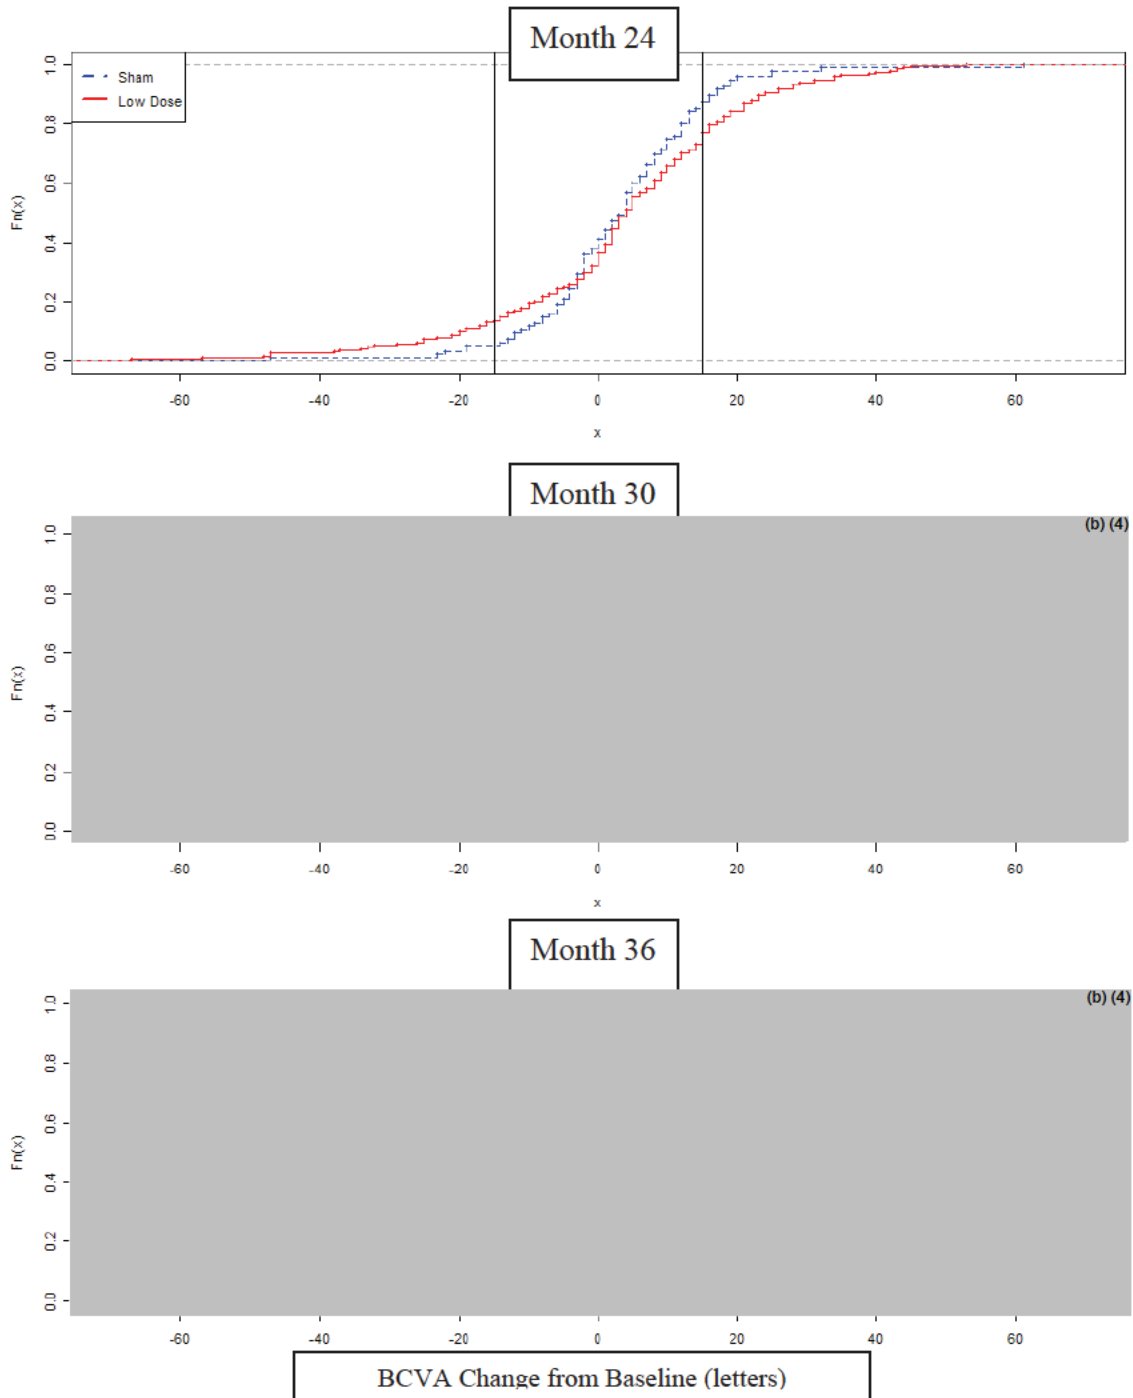 Month 24
Sham
Low Dose
Fn(x)
1.0
0.8
0.6
0.4
0.2
0.0
-60 -40 -20 0 20 40 60
x
Month 30
(b) (4)
Fn(x)
1.0
0.8
0.6
0.4
0.2
0.0
-60 -40 -20 0 20 40 60
x
Month 36
(b) (4)
Fn(x)
1.0
0.8
0.6
0.4
0.2
0.0
-60 -40 -20 0 20 40 60
BCVA Change from Baseline (letters)